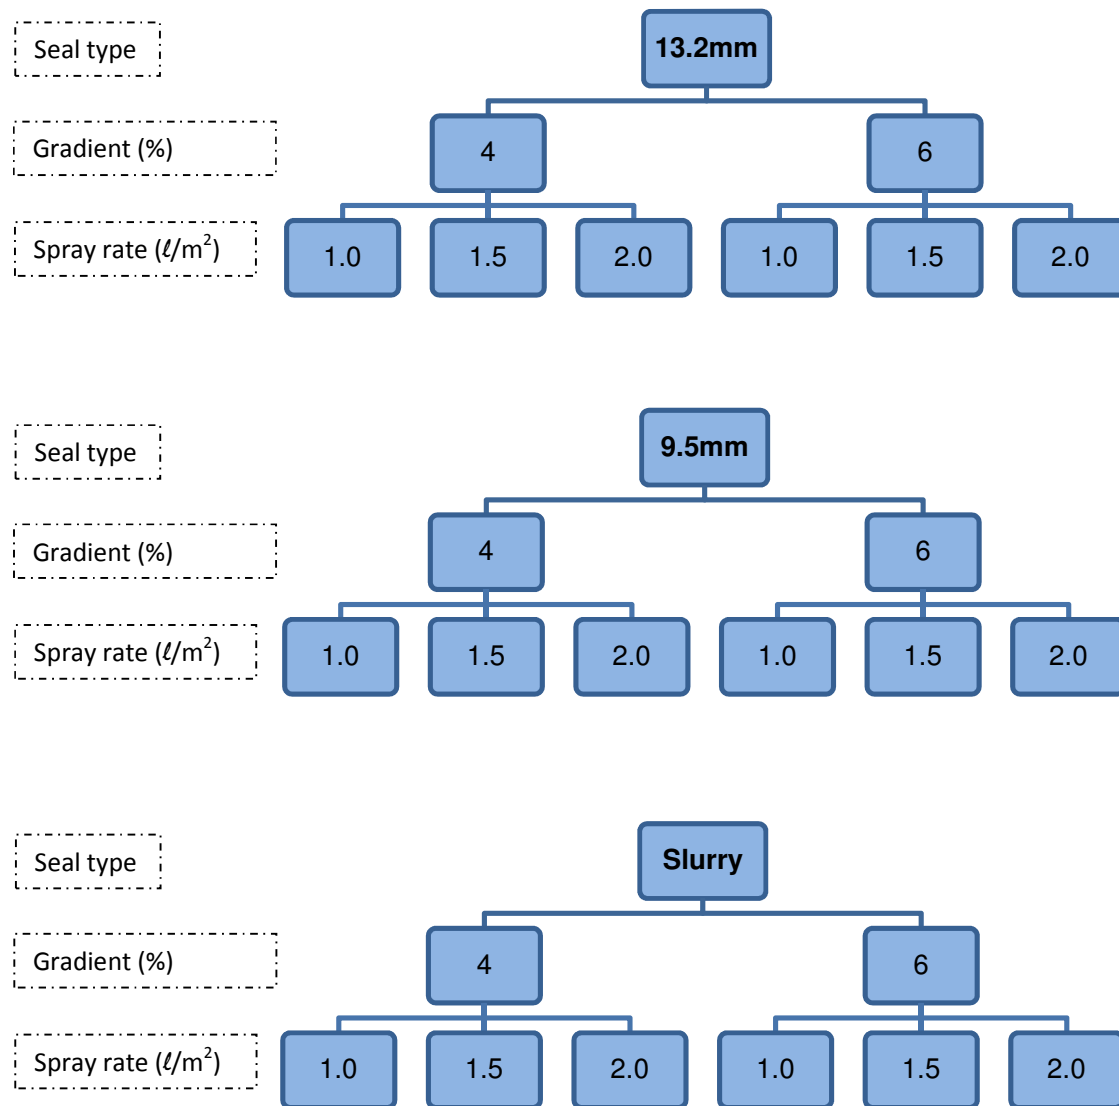 Seal type
13.2mm
Gradient (%)
4 6
Spray rate (ℓ/m²)
1.0 1.5 2.0 1.0 1.5 2.0
Seal type
9.5mm
Gradient (%)
4 6
Spray rate (ℓ/m²)
1.0 1.5 2.0 1.0 1.5 2.0
Seal type
Slurry
Gradient (%)
4 6
Spray rate (ℓ/m²)
1.0 1.5 2.0 1.0 1.5 2.0